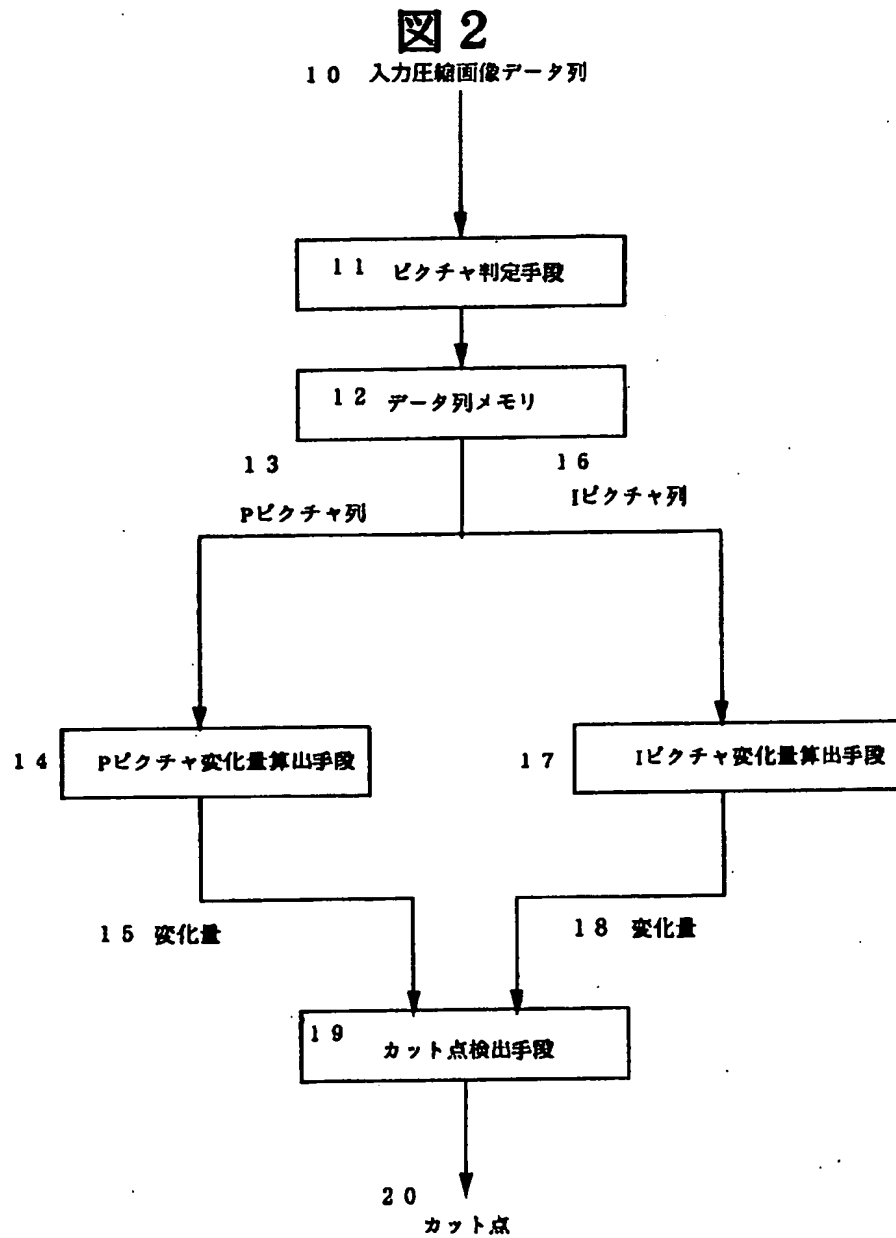 図 2
10 入力圧縮画像データ列
11 ピクチャ判定手段
12 データ列メモリ
13
16
Pピクチャ列
Iピクチャ列
14 Pピクチャ変化量算出手段
17 Iピクチャ変化量算出手段
15 変化量
18 変化量
19 カット点検出手段
20
カット点